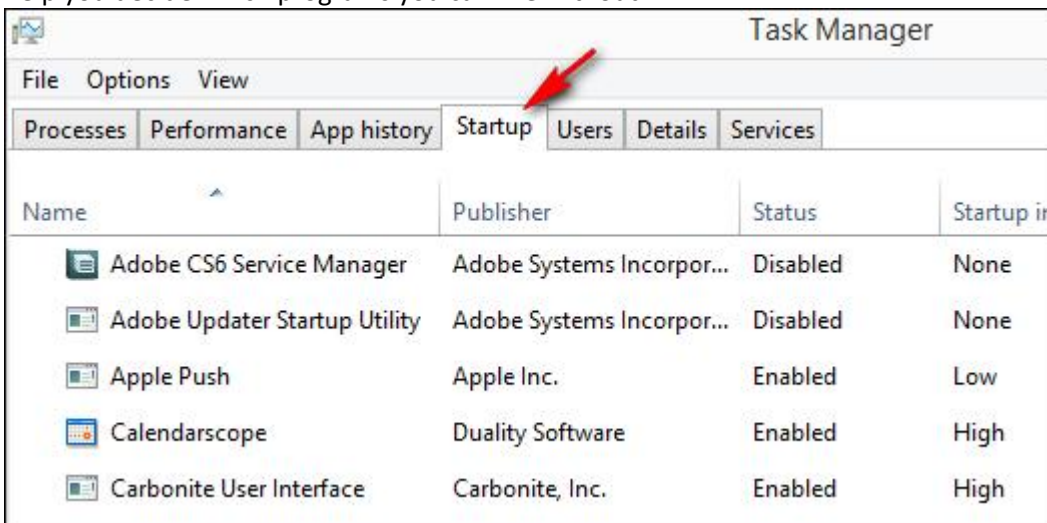 Task Manager
File Options View
Processes Performance App history Startup Users Details Services
Name Publisher Status Startup
Adobe CS6 Service Manager Adobe Systems Incorpor... Disabled None
Adobe Updater Startup Utility Adobe Systems Incorpor... Disabled None
Apple Push Apple Inc. Enabled Low
Calendarscope Duality Software Enabled High
Carbonite User Interface Carbonite, Inc. Enabled High